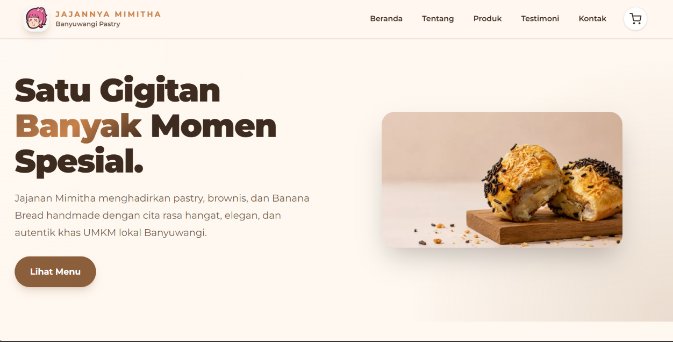 JAJANNYA MIMITHA
Banyuwangi Pastry
Beranda Tentang Produk Testimoni Kontak
Satu Gigitan
Banyak Momen
Spesial.
Jajanan Mimitha menghadirkan pastry, brownis, dan Banana
Bread handmade dengan cita rasa hangat, elegan, dan
autentik khas UMKM lokal Banyuwangi.
Lihat Menu